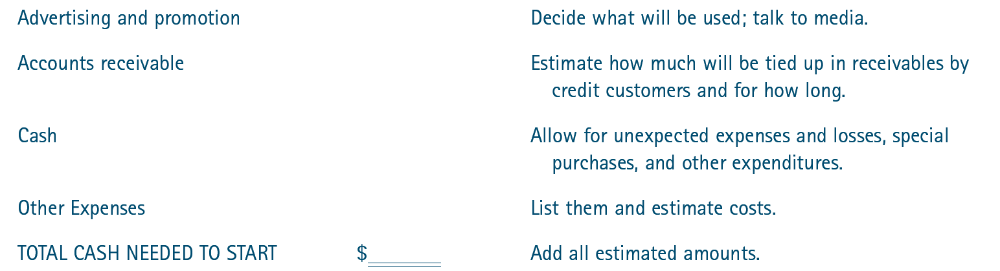 Advertising and promotion Decide what will be used; talk to media.
Accounts receivable Estimate how much will be tied up in receivables by
credit customers and for how long.
Cash Allow for unexpected expenses and losses, special
purchases, and other expenditures.
Other Expenses List them and estimate costs.
TOTAL CASH NEEDED TO START $ Add all estimated amounts.